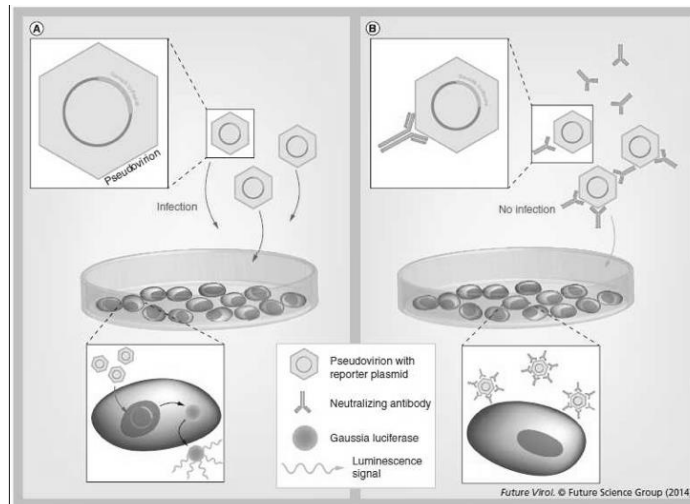 A
Pseudovirion
Infection
B
No infection
Pseudovirion with
reporter plasmid
Neutralizing antibody
Gaussia luciferase
Luminescence
signal
Future Virol. © Future Science Group (2014